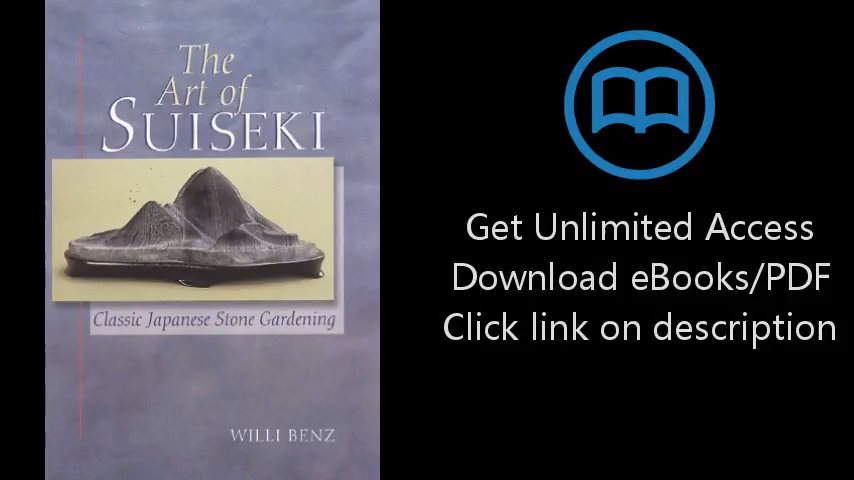 The
Art of
SUISEKI
Classic Japanese Stone Gardening
WILLI BENZ
Get Unlimited Access
Download eBooks/PDF
Click link on description